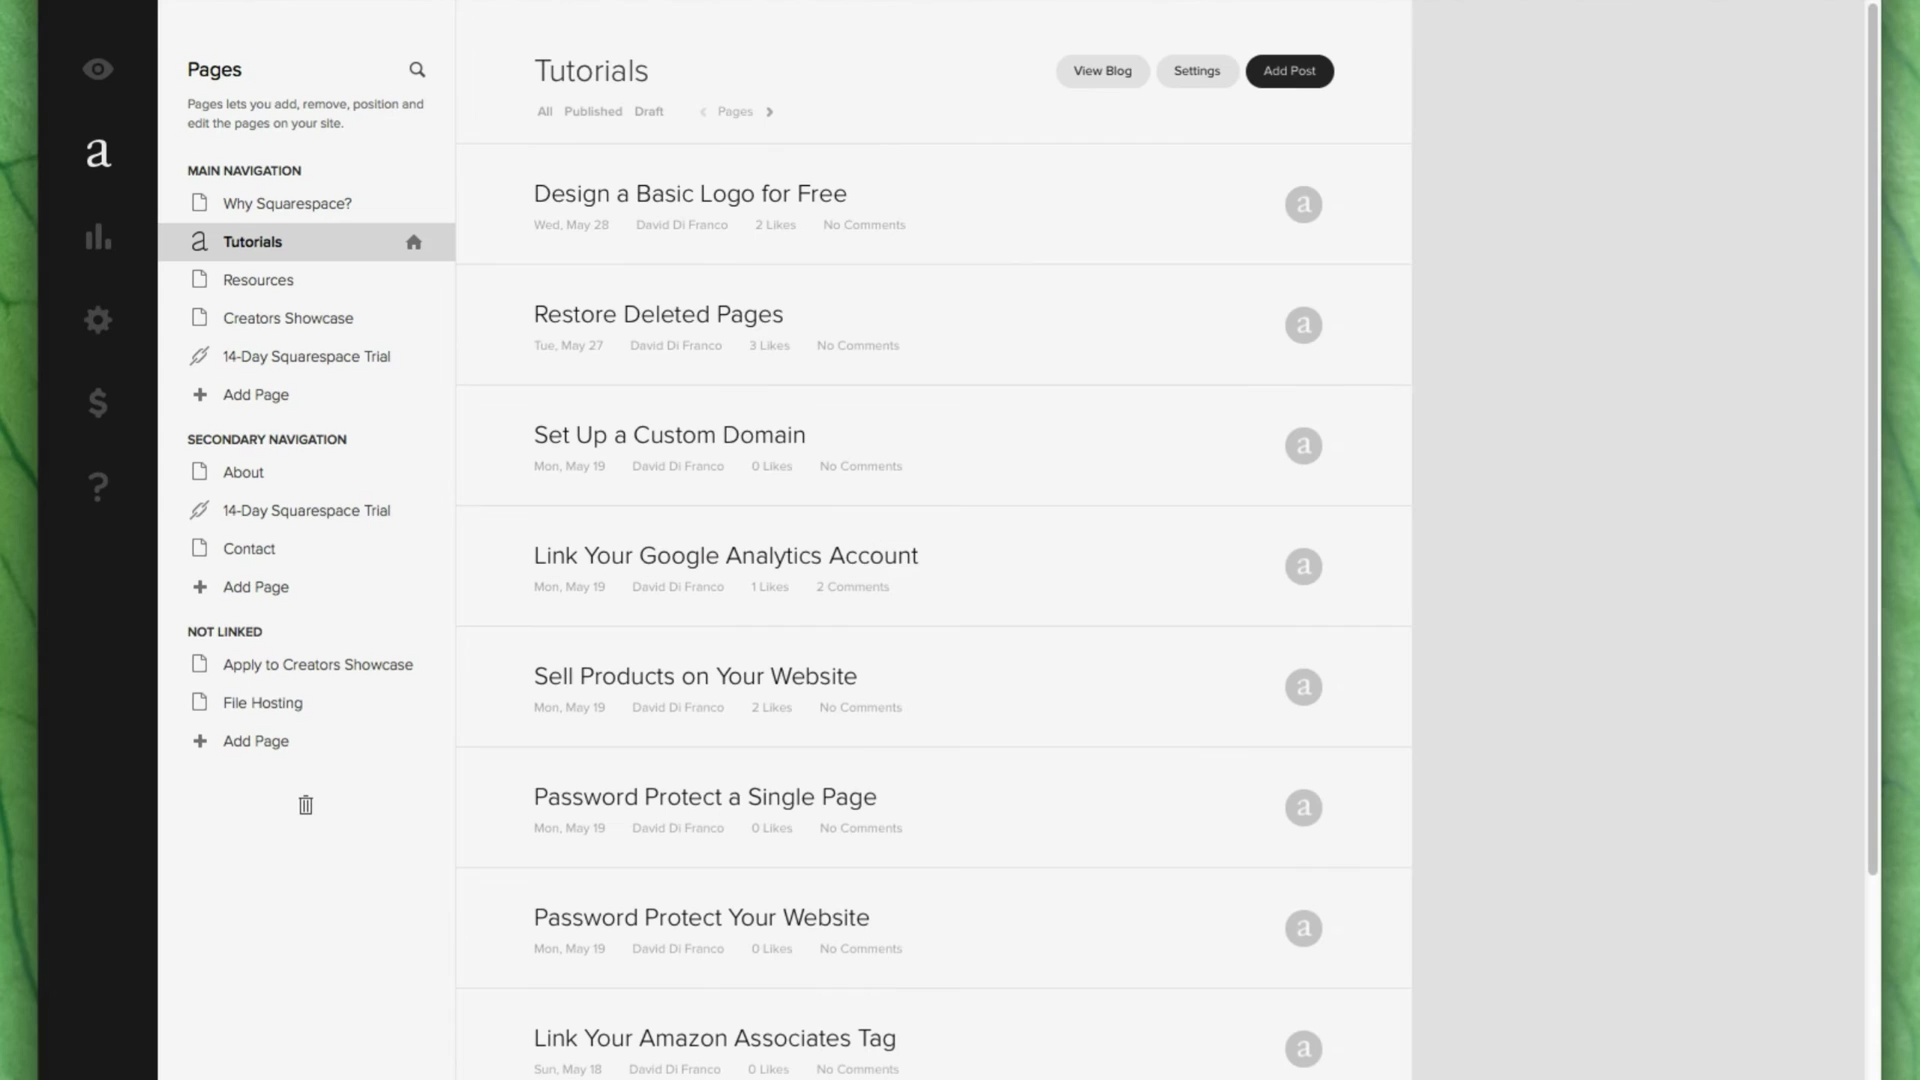 Pages
Pages lets you add, remove, position and
edit the pages on your site.
MAIN NAVIGATION
Why Squarespace?
a Tutorials
Resources
Creators Showcase
14-Day Squarespace Trial
+ Add Page
SECONDARY NAVIGATION
About
14-Day Squarespace Trial
Contact
+ Add Page
NOT LINKED
Apply to Creators Showcase
File Hosting
+ Add Page
a
$
?
Tutorials
View Blog Settings Add Post
All Published Draft < Pages >
Design a Basic Logo for Free
Wed, May 28 David Di Franco 2 Likes No Comments
a
Restore Deleted Pages
Tue, May 27 David Di Franco 3 Likes No Comments
a
Set Up a Custom Domain
Mon, May 19 David Di Franco 0 Likes No Comments
a
Link Your Google Analytics Account
Mon, May 19 David Di Franco 1 Likes 2 Comments
a
Sell Products on Your Website
Mon, May 19 David Di Franco 2 Likes No Comments
a
Password Protect a Single Page
Mon, May 19 David Di Franco 0 Likes No Comments
a
Password Protect Your Website
Mon, May 19 David Di Franco 0 Likes No Comments
a
Link Your Amazon Associates Tag
Sun, May 18 David Di Franco 0 Likes No Comments
a